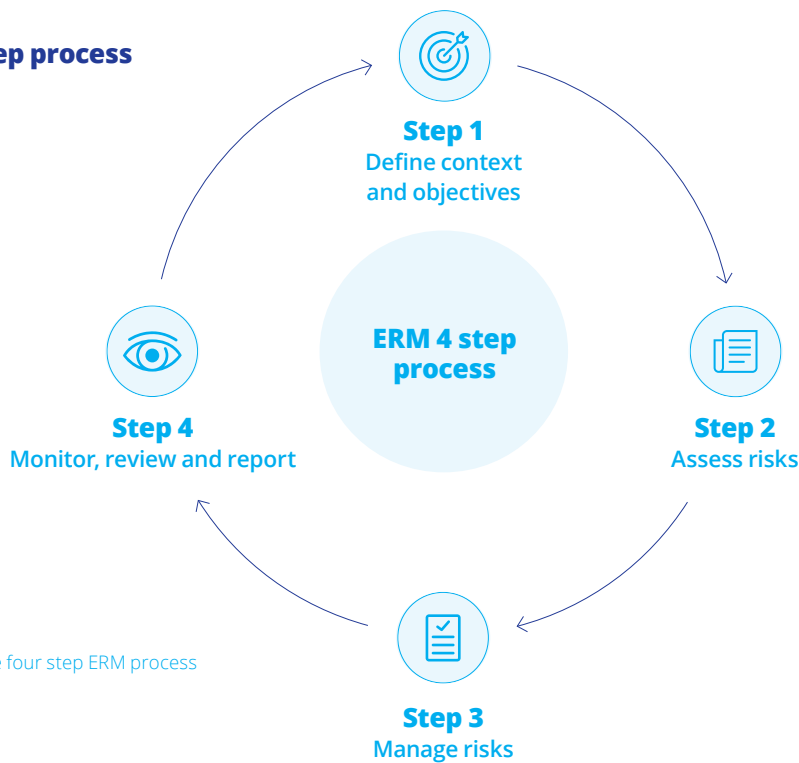 step process
Step 1
Define context
and objectives
ERM 4 step
process
Step 4
Monitor, review and report
Step 2
Assess risks
four step ERM process
Step 3
Manage risks